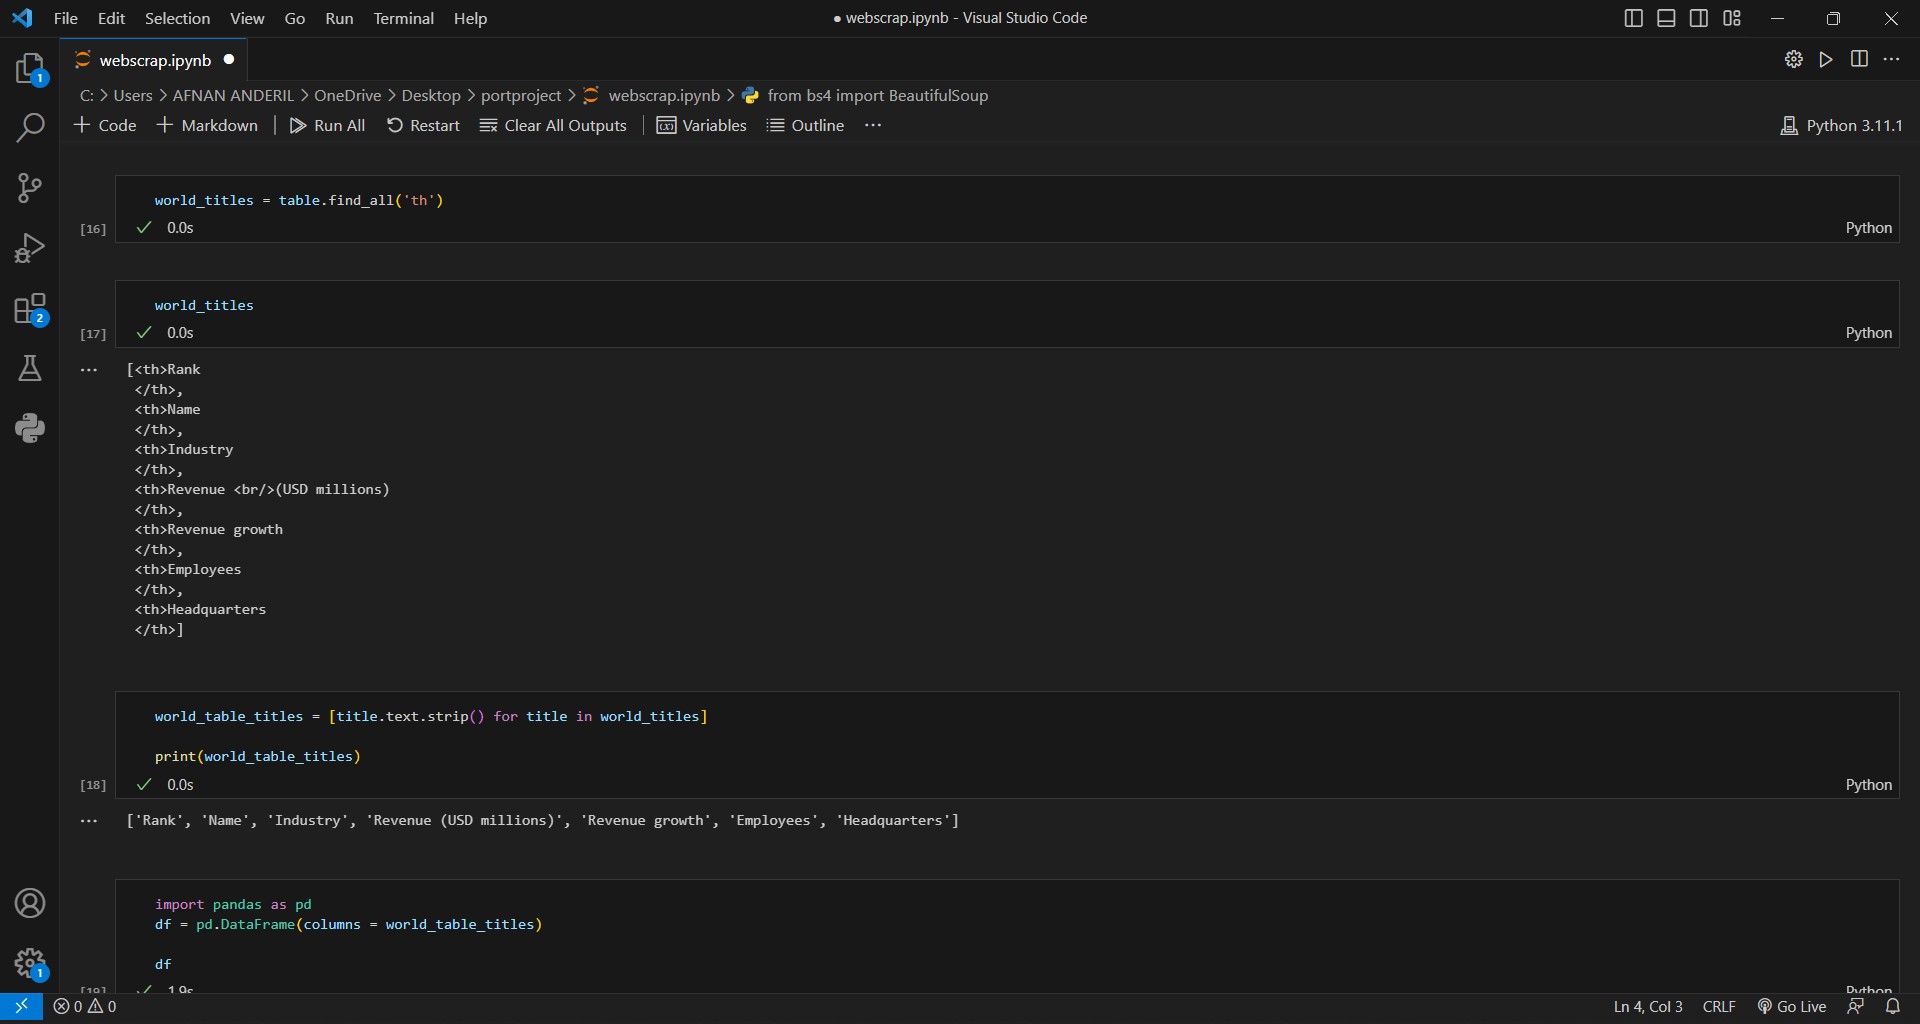 File Edit Selection View Go Run Terminal Help
● webscrap.ipynb - Visual Studio Code
webscrap.ipynb ●
C: > Users > AFNAN ANDERIL > OneDrive > Desktop > portproject > webscrap.ipynb > from bs4 import BeautifulSoup
+ Code + Markdown | Run All Restart Clear All Outputs | Variables Outline ···
Python 3.11.1
1
2
world_titles = table.find_all('th')
[16] ✓ 0.0s Python
world_titles
[17] ✓ 0.0s Python
··· [<th>Rank
</th>,
<th>Name
</th>,
<th>Industry
</th>,
<th>Revenue <br/>(USD millions)
</th>,
<th>Revenue growth
</th>,
<th>Employees
</th>,
<th>Headquarters
</th>]
world_table_titles = [title.text.strip() for title in world_titles]
print(world_table_titles)
[18] ✓ 0.0s Python
··· ['Rank', 'Name', 'Industry', 'Revenue (USD millions)', 'Revenue growth', 'Employees', 'Headquarters']
import pandas as pd
df = pd.DataFrame(columns = world_table_titles)
df
[19] ✓ 1.9s Python
1
0 0 Ln 4, Col 3 CRLF Go Live